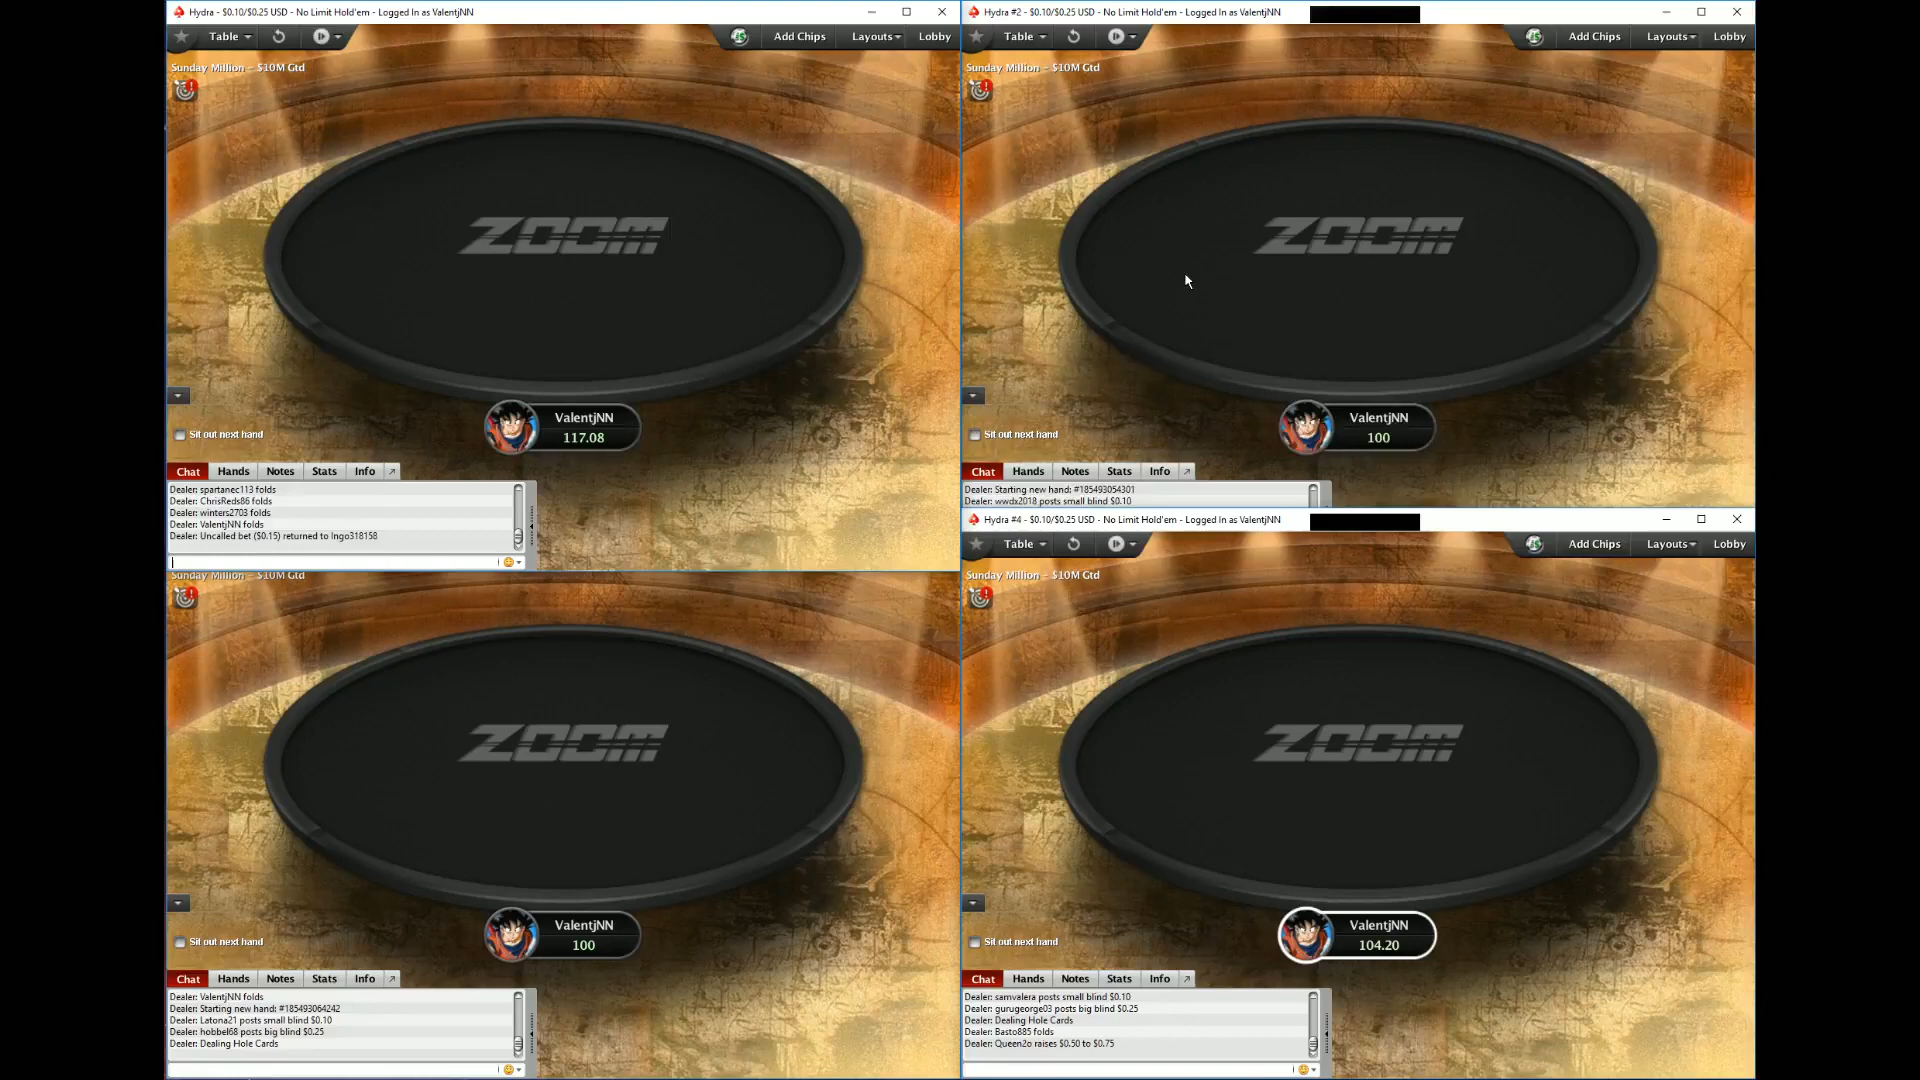 Hydra - $0.10/$0.25 USD - No Limit Hold'em - Logged In as ValentjNN
Table
Add Chips
Layouts
Lobby
Sunday Million - $10M Gtd
ZOOM
ValentjNN
117.08
Sit out next hand
Chat Hands Notes Stats Info
Dealer: spartanec113 folds
Dealer: ChrisReds86 folds
Dealer: winters2703 folds
Dealer: ValentjNN folds
Dealer: Uncalled bet ($0.15) returned to Ingo318158
Hydra #2 - $0.10/$0.25 USD - No Limit Hold'em - Logged In as ValentjNN
Table
Add Chips
Layouts
Lobby
Sunday Million - $10M Gtd
ZOOM
ValentjNN
100
Sit out next hand
Chat Hands Notes Stats Info
Dealer: Starting new hand: #185493054301
Dealer: wwdx2018 posts small blind $0.10
Sunday Million - $10M Gtd
ZOOM
ValentjNN
100
Sit out next hand
Chat Hands Notes Stats Info
Dealer: ValentjNN folds
Dealer: Starting new hand: #185493064242
Dealer: Latona21 posts small blind $0.10
Dealer: hobbel68 posts big blind $0.25
Dealer: Dealing Hole Cards
Hydra #4 - $0.10/$0.25 USD - No Limit Hold'em - Logged In as ValentjNN
Table
Add Chips
Layouts
Lobby
Sunday Million - $10M Gtd
ZOOM
ValentjNN
104.20
Sit out next hand
Chat Hands Notes Stats Info
Dealer: samvalera posts small blind $0.10
Dealer: gurugeorge03 posts big blind $0.25
Dealer: Dealing Hole Cards
Dealer: Basto885 folds
Dealer: Queen2o raises $0.50 to $0.75